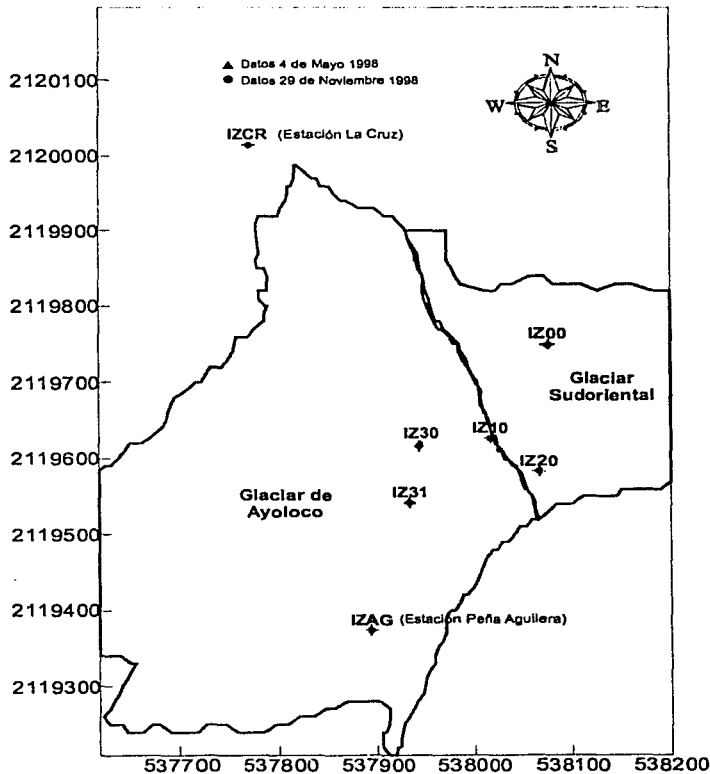 ▲ Datos 4 de Mayo 1998
● Datos 29 de Noviembre 1998
N
W E
S
2120100
IZCR (Estación La Cruz)
2120000
2119900
2119800
IZ00
2119700
Glaciar
Sudoriental
IZ30
IZ10
2119600
IZ20
IZ31
Glaciar de
Ayoloco
2119500
2119400
IZAG (Estación Peña Aguilera)
2119300
537700 537800 537900 538000 538100 538200